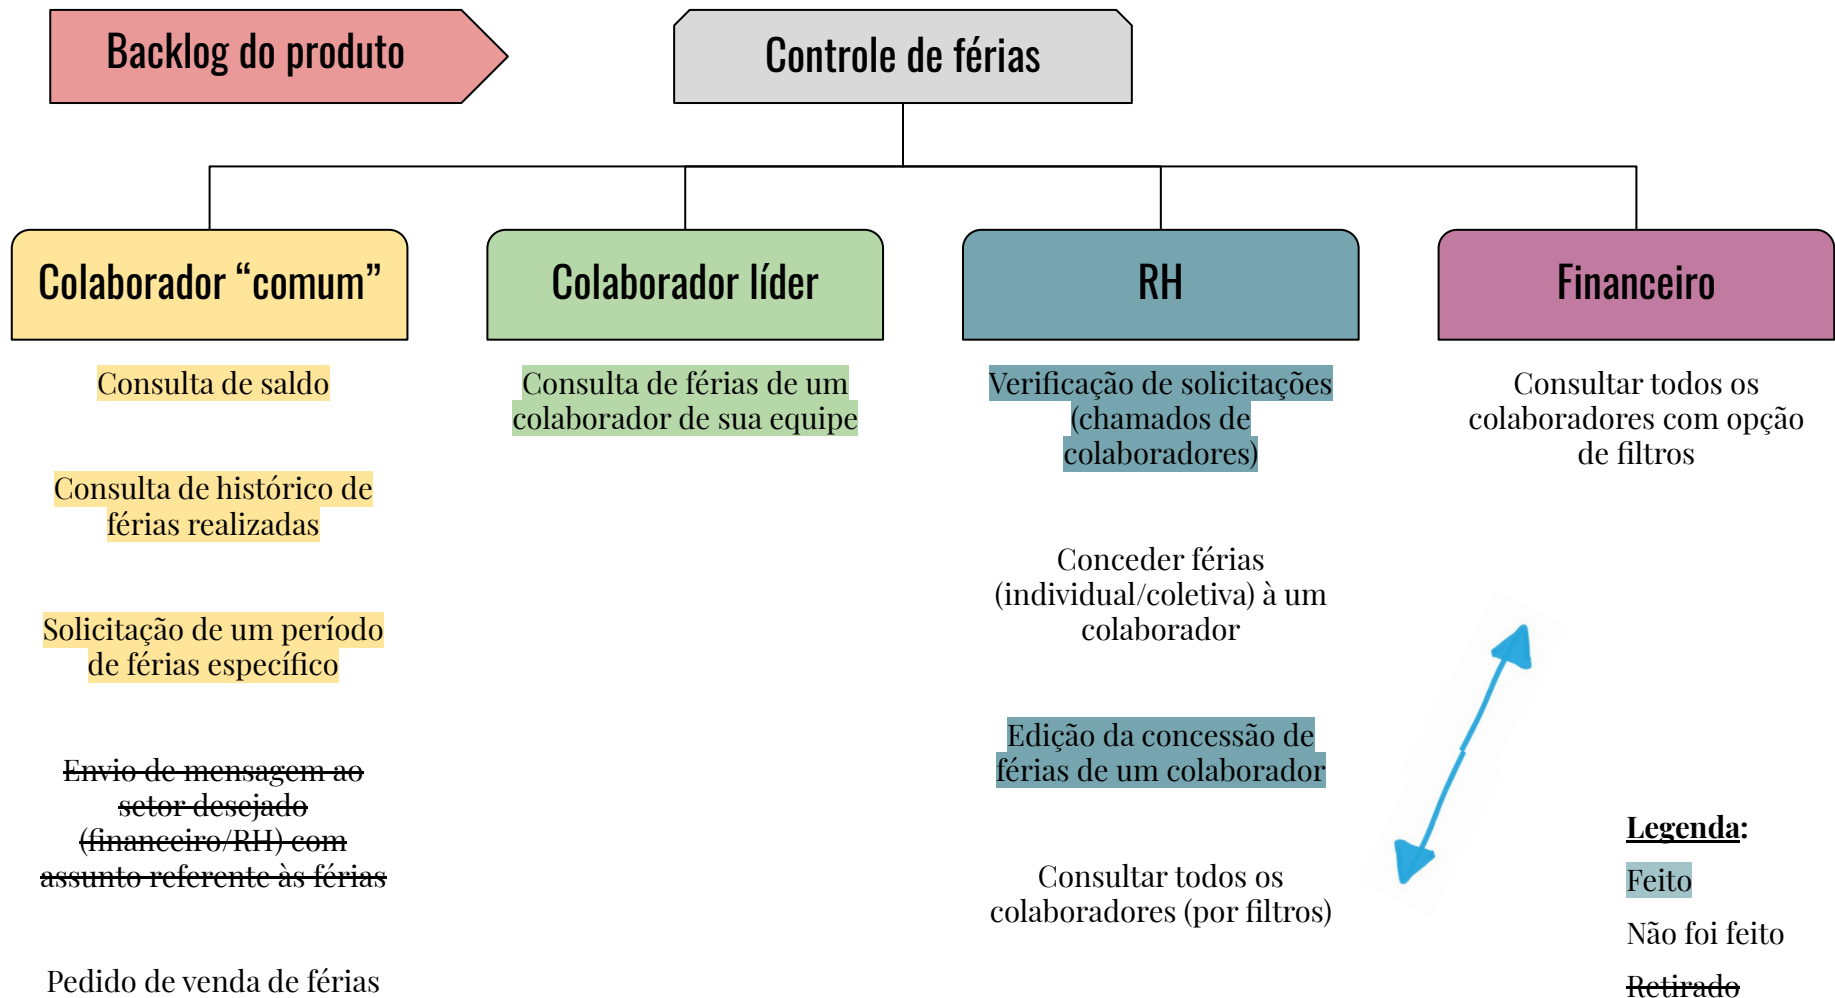 Backlog do produto
Controle de férias
Colaborador “comum”
Consulta de saldo
Consulta de histórico de
férias realizadas
Solicitação de um período
de férias específico
Envio de mensagem ao
setor desejado
(financeiro/RH) com
assunto referente às férias
Pedido de venda de férias
Colaborador líder
Consulta de férias de um
colaborador de sua equipe
RH
Verificação de solicitações
(chamados de
colaboradores)
Conceder férias
(individual/coletiva) à um
colaborador
Edição da concessão de
férias de um colaborador
Consultar todos os
colaboradores (por filtros)
Financeiro
Consultar todos os
colaboradores com opção
de filtros
Legenda:
Feito
Não foi feito
Retirado